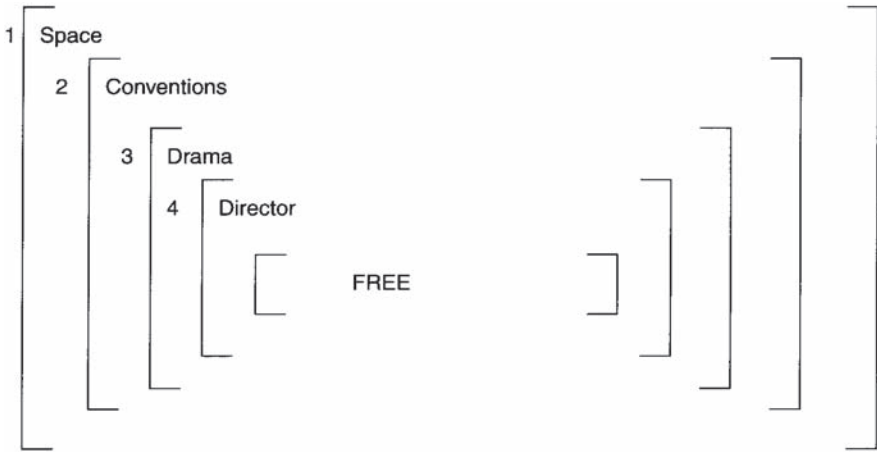 1 Space
2 Conventions
3 Drama
4 Director
FREE